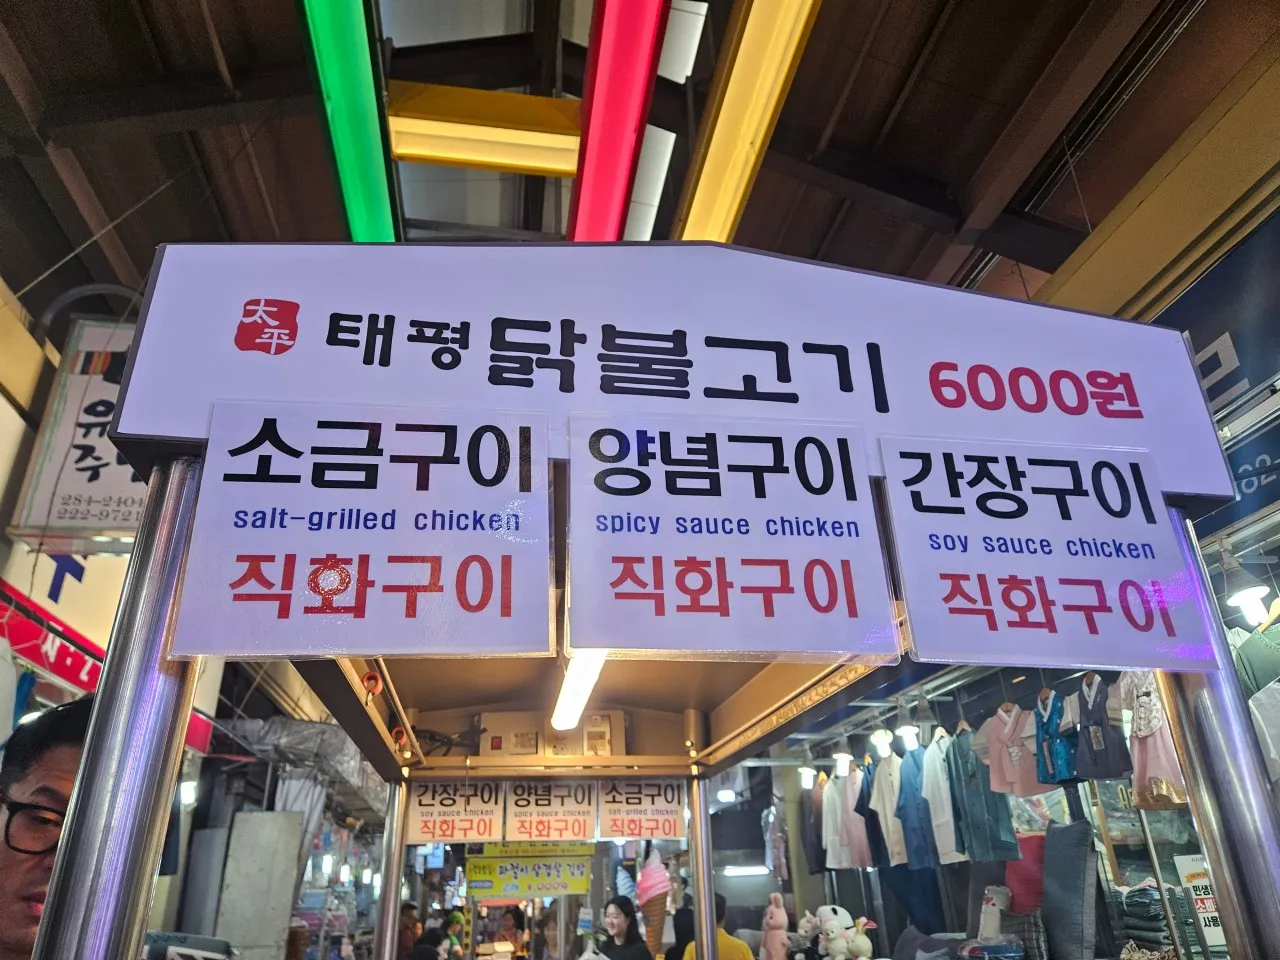 太
平
태평 닭불고기 6000원
소금구이
salt-grilled chicken
직화구이
양념구이
spicy sauce chicken
직화구이
간장구이
soy sauce chicken
직화구이
284-2404
222-9721
간장구이
soy sauce chicken
직화구이
양념구이
spicy sauce chicken
직화구이
소금구이
salt-grilled chicken
직화구이